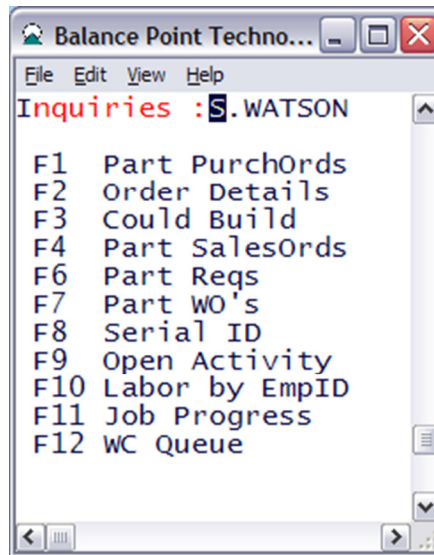 Balance Point Techno...
File Edit View Help
Inquiries :S.WATSON
F1 Part PurchOrds
F2 Order Details
F3 Could Build
F4 Part SalesOrds
F6 Part Reqs
F7 Part WO's
F8 Serial ID
F9 Open Activity
F10 Labor by EmpID
F11 Job Progress
F12 WC Queue